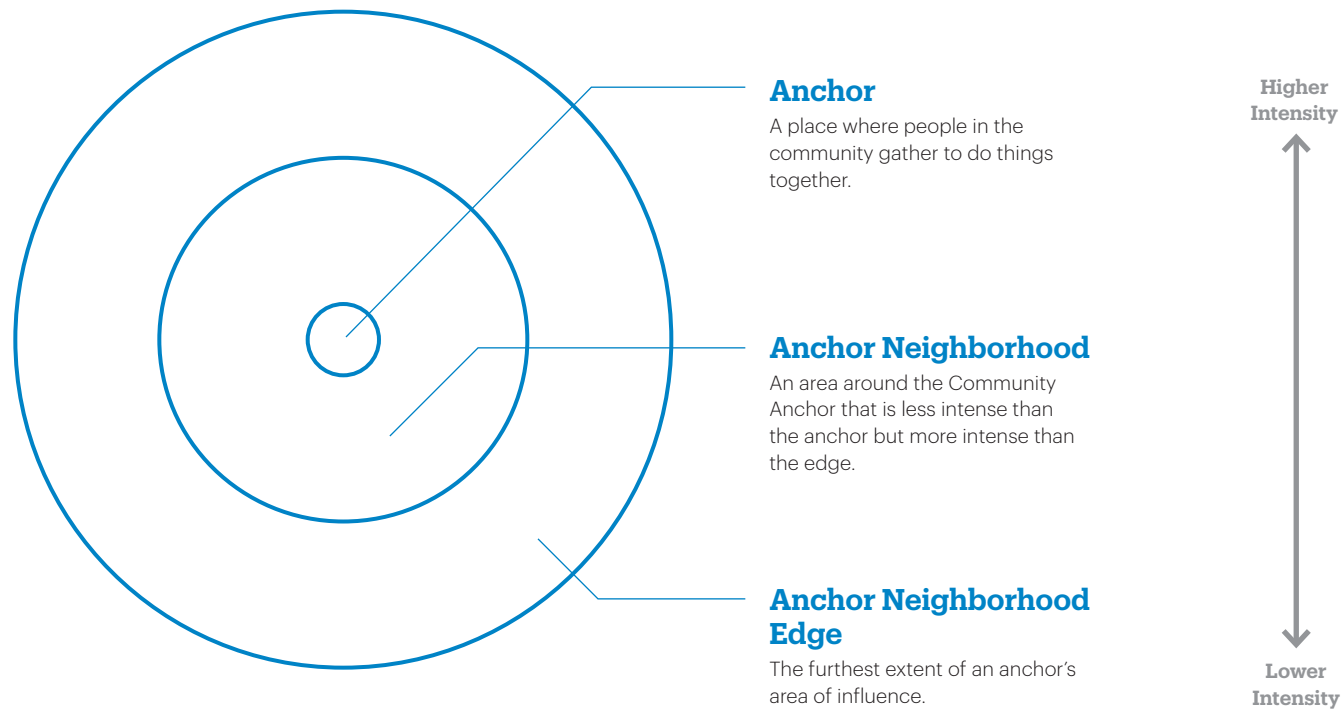 Anchor
A place where people in the
community gather to do things
together.
Anchor Neighborhood
An area around the Community
Anchor that is less intense than
the anchor but more intense than
the edge.
Anchor Neighborhood
Edge
The furthest extent of an anchor’s
area of influence.
Higher
Intensity
Lower
Intensity